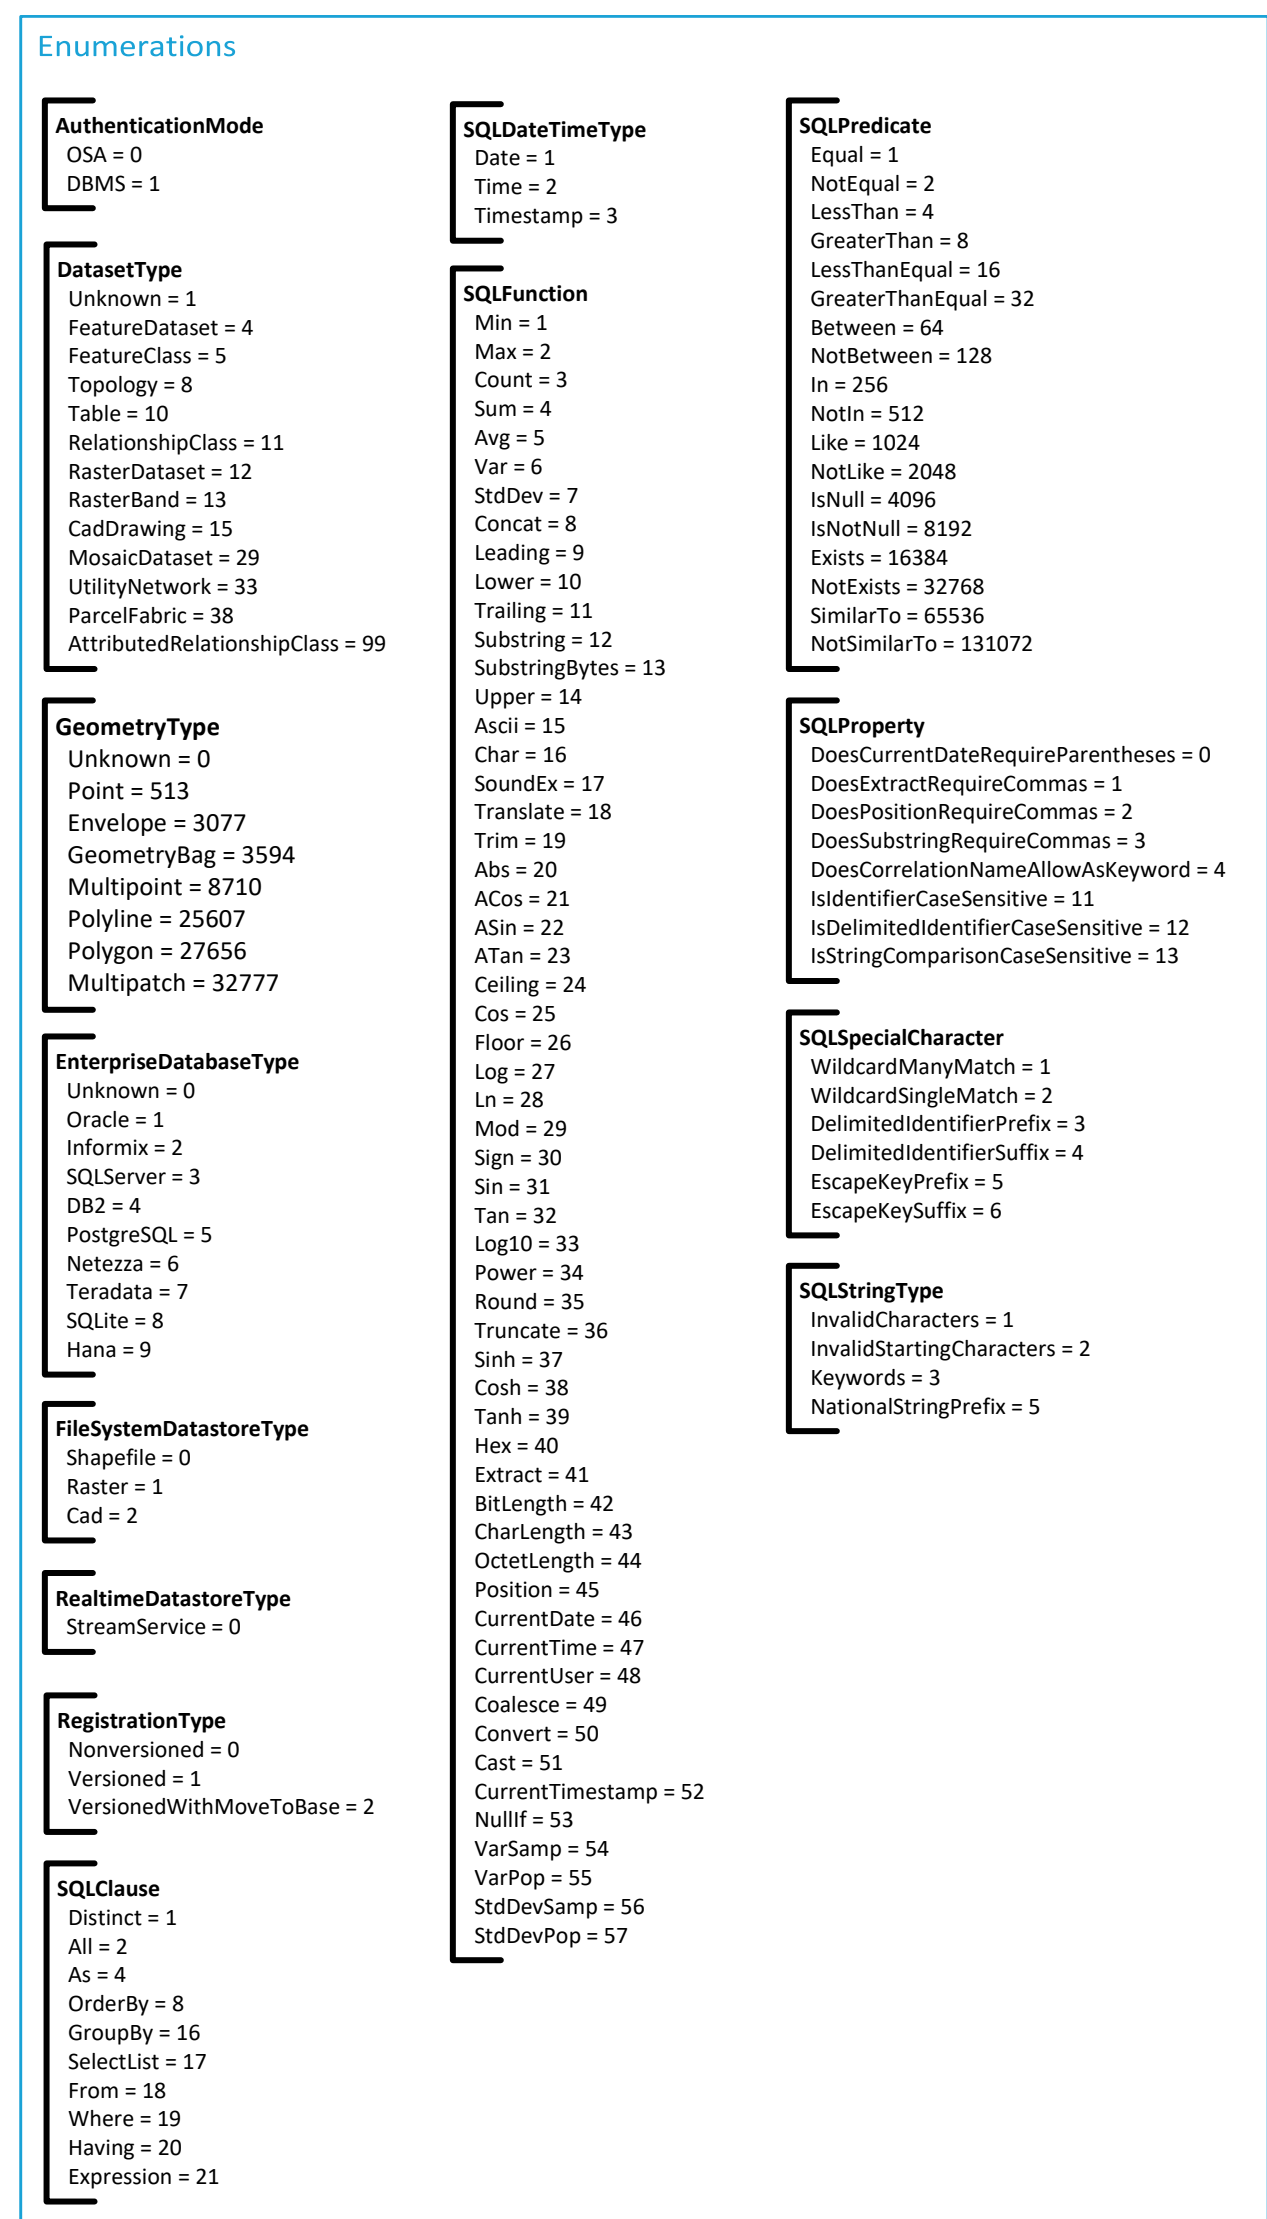 Enumerations
AuthenticationMode
OSA = 0
DBMS = 1
DatasetType
Unknown = 1
FeatureDataset = 4
FeatureClass = 5
Topology = 8
Table = 10
RelationshipClass = 11
RasterDataset = 12
RasterBand = 13
CadDrawing = 15
MosaicDataset = 29
UtilityNetwork = 33
ParcelFabric = 38
AttributedRelationshipClass = 99
GeometryType
Unknown = 0
Point = 513
Envelope = 3077
GeometryBag = 3594
Multipoint = 8710
Polyline = 25607
Polygon = 27656
Multipatch = 32777
EnterpriseDatabaseType
Unknown = 0
Oracle = 1
Informix = 2
SQLServer = 3
DB2 = 4
PostgreSQL = 5
Netezza = 6
Teradata = 7
SQLite = 8
Hana = 9
FileSystemDatastoreType
Shapefile = 0
Raster = 1
Cad = 2
RealtimeDatastoreType
StreamService = 0
RegistrationType
Nonversioned = 0
Versioned = 1
VersionedWithMoveToBase = 2
SQLClause
Distinct = 1
All = 2
As = 4
OrderBy = 8
GroupBy = 16
SelectList = 17
From = 18
Where = 19
Having = 20
Expression = 21
SQLDateTimeType
Date = 1
Time = 2
Timestamp = 3
SQLFunction
Min = 1
Max = 2
Count = 3
Sum = 4
Avg = 5
Var = 6
StdDev = 7
Concat = 8
Leading = 9
Lower = 10
Trailing = 11
Substring = 12
SubstringBytes = 13
Upper = 14
Ascii = 15
Char = 16
SoundEx = 17
Translate = 18
Trim = 19
Abs = 20
ACos = 21
ASin = 22
ATan = 23
Ceiling = 24
Cos = 25
Floor = 26
Log = 27
Ln = 28
Mod = 29
Sign = 30
Sin = 31
Tan = 32
Log10 = 33
Power = 34
Round = 35
Truncate = 36
Sinh = 37
Cosh = 38
Tanh = 39
Hex = 40
Extract = 41
BitLength = 42
CharLength = 43
OctetLength = 44
Position = 45
CurrentDate = 46
CurrentTime = 47
CurrentUser = 48
Coalesce = 49
Convert = 50
Cast = 51
CurrentTimestamp = 52
NullIf = 53
VarSamp = 54
VarPop = 55
StdDevSamp = 56
StdDevPop = 57
SQLPredicate
Equal = 1
NotEqual = 2
LessThan = 4
GreaterThan = 8
LessThanEqual = 16
GreaterThanEqual = 32
Between = 64
NotBetween = 128
In = 256
NotIn = 512
Like = 1024
NotLike = 2048
IsNull = 4096
IsNotNull = 8192
Exists = 16384
NotExists = 32768
SimilarTo = 65536
NotSimilarTo = 131072
SQLProperty
DoesCurrentDateRequireParentheses = 0
DoesExtractRequireCommas = 1
DoesPositionRequireCommas = 2
DoesSubstringRequireCommas = 3
DoesCorrelationNameAllowAsKeyword = 4
IsIdentifierCaseSensitive = 11
IsDelimitedIdentifierCaseSensitive = 12
IsStringComparisonCaseSensitive = 13
SQLSpecialCharacter
WildcardManyMatch = 1
WildcardSingleMatch = 2
DelimitedIdentifierPrefix = 3
DelimitedIdentifierSuffix = 4
EscapeKeyPrefix = 5
EscapeKeySuffix = 6
SQLStringType
InvalidCharacters = 1
InvalidStartingCharacters = 2
Keywords = 3
NationalStringPrefix = 5